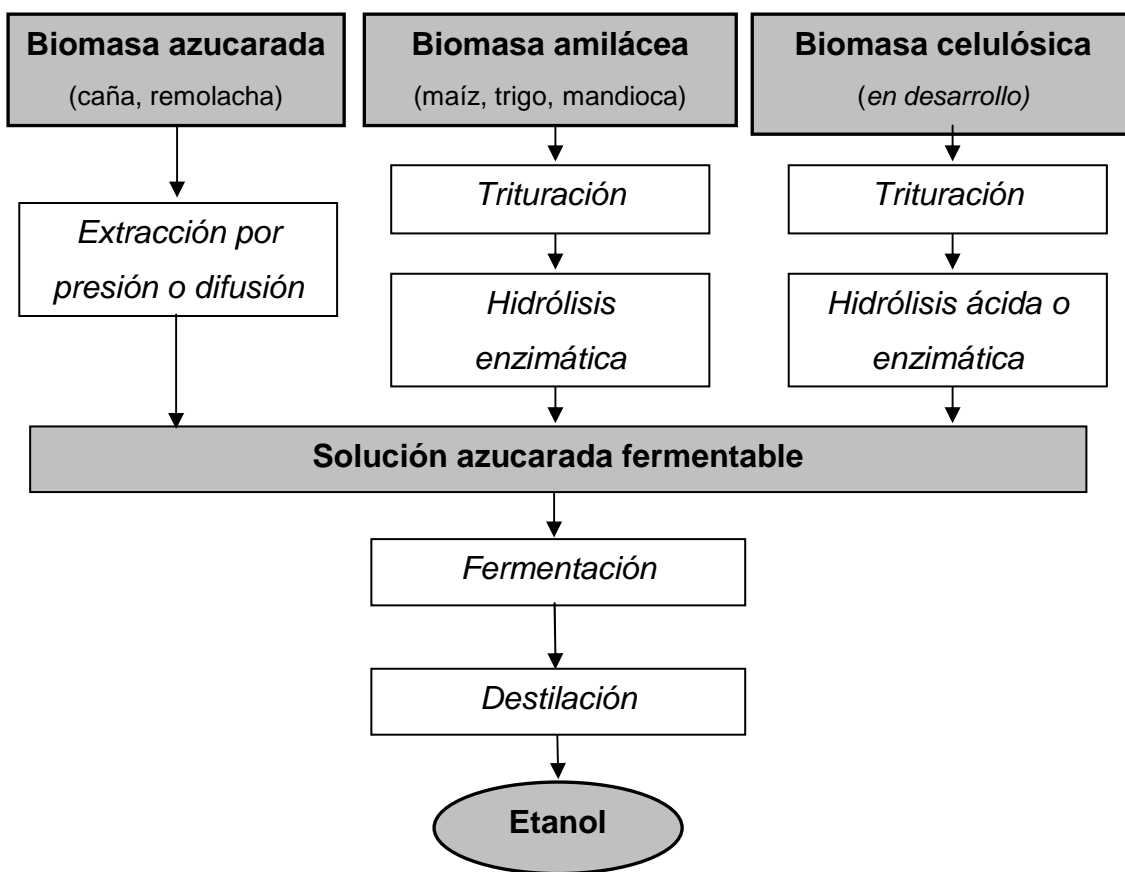 Biomasa azucarada
(caña, remolacha)
Biomasa amilácea
(maíz, trigo, mandioca)
Biomasa celulósica
(en desarrollo)
Extracción por
presión o difusión
Trituración
Hidrólisis
enzimática
Trituración
Hidrólisis ácida o
enzimática
Solución azucarada fermentable
Fermentación
Destilación
Etanol